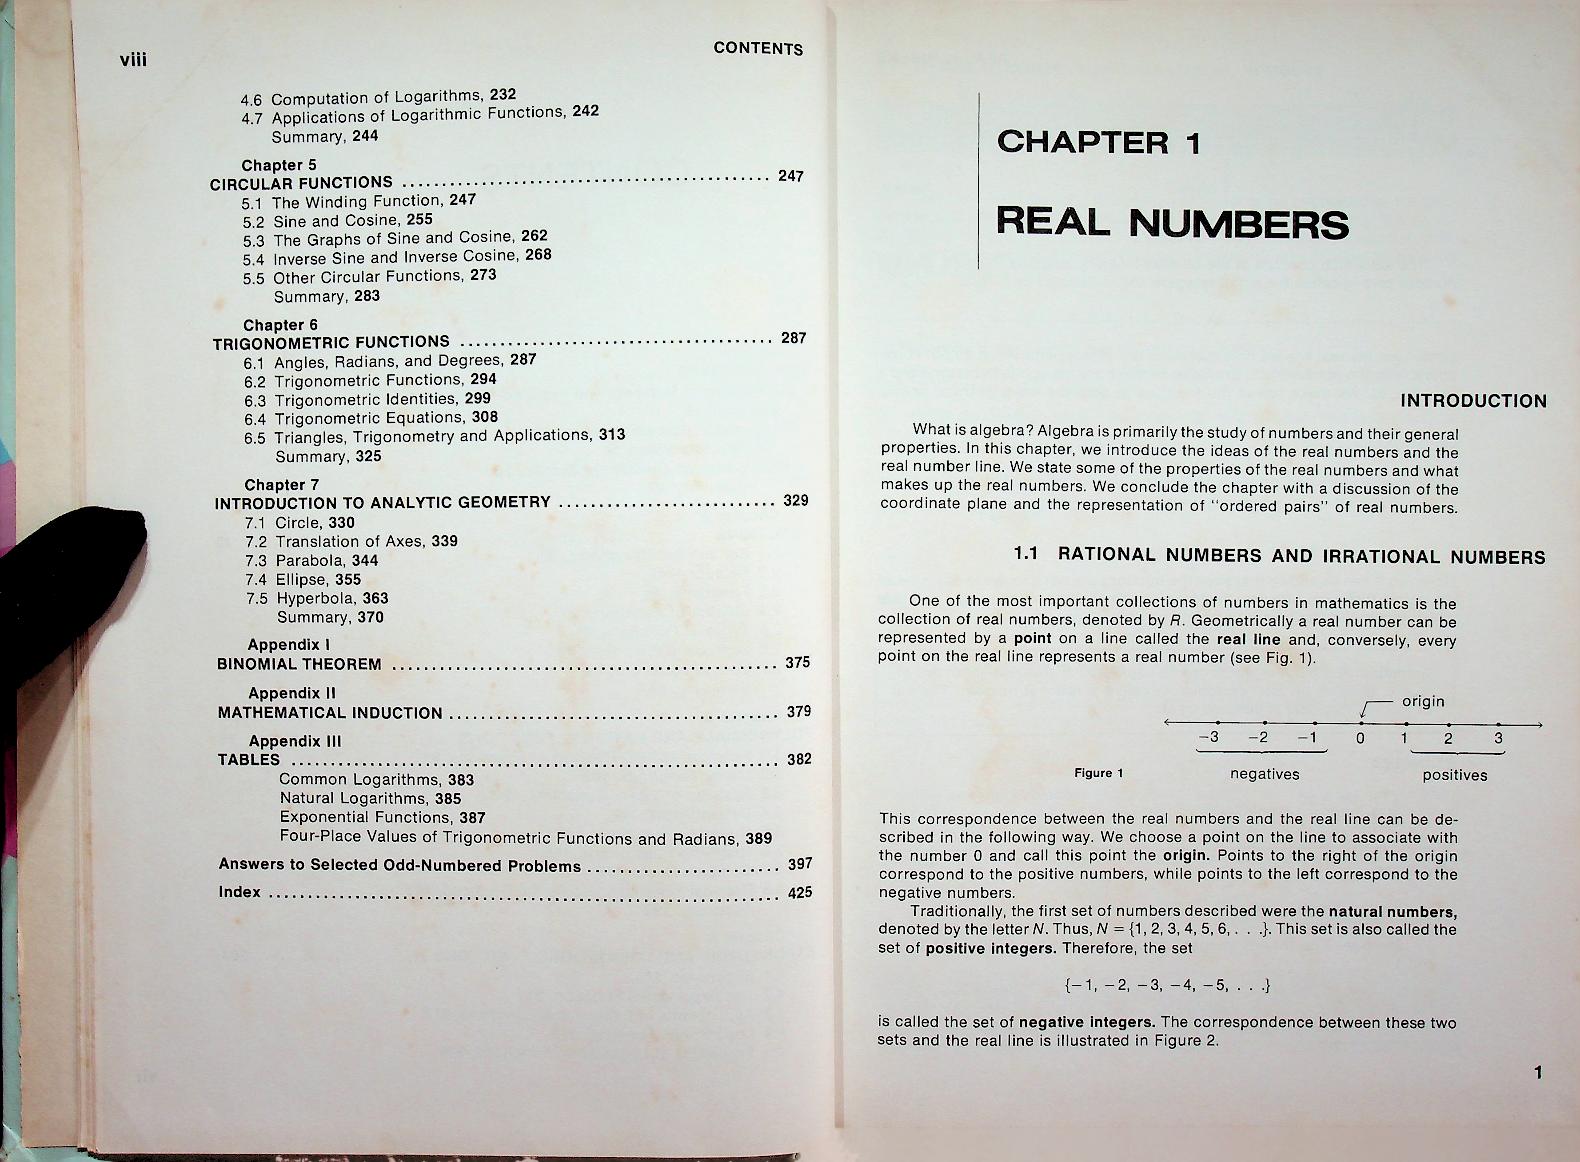 viii
CONTENTS
4.6 Computation of Logarithms, 232
4.7 Applications of Logarithmic Functions, 242
Summary, 244
Chapter 5
CIRCULAR FUNCTIONS .............................................. 247
5.1 The Winding Function, 247
5.2 Sine and Cosine, 255
5.3 The Graphs of Sine and Cosine, 262
5.4 Inverse Sine and Inverse Cosine, 268
5.5 Other Circular Functions, 273
Summary, 283
Chapter 6
TRIGONOMETRIC FUNCTIONS ....................................... 287
6.1 Angles, Radians, and Degrees, 287
6.2 Trigonometric Functions, 294
6.3 Trigonometric Identities, 299
6.4 Trigonometric Equations, 308
6.5 Triangles, Trigonometry and Applications, 313
Summary, 325
Chapter 7
INTRODUCTION TO ANALYTIC GEOMETRY ........................... 329
7.1 Circle, 330
7.2 Translation of Axes, 339
7.3 Parabola, 344
7.4 Ellipse, 355
7.5 Hyperbola, 363
Summary, 370
Appendix I
BINOMIAL THEOREM ................................................ 375
Appendix II
MATHEMATICAL INDUCTION ......................................... 379
Appendix III
TABLES ............................................................. 382
Common Logarithms, 383
Natural Logarithms, 385
Exponential Functions, 387
Four-Place Values of Trigonometric Functions and Radians, 389
Answers to Selected Odd-Numbered Problems ........................ 397
Index ................................................................ 425
CHAPTER 1
REAL NUMBERS
INTRODUCTION
What is algebra? Algebra is primarily the study of numbers and their general
properties. In this chapter, we introduce the ideas of the real numbers and the
real number line. We state some of the properties of the real numbers and what
makes up the real numbers. We conclude the chapter with a discussion of the
coordinate plane and the representation of "ordered pairs" of real numbers.
1.1 RATIONAL NUMBERS AND IRRATIONAL NUMBERS
One of the most important collections of numbers in mathematics is the
collection of real numbers, denoted by R. Geometrically a real number can be
represented by a point on a line called the real line and, conversely, every
point on the real line represents a real number (see Fig. 1).
origin
−3 −2 −1 0 1 2 3
Figure 1 negatives positives
This correspondence between the real numbers and the real line can be de-
scribed in the following way. We choose a point on the line to associate with
the number 0 and call this point the origin. Points to the right of the origin
correspond to the positive numbers, while points to the left correspond to the
negative numbers.
Traditionally, the first set of numbers described were the natural numbers,
denoted by the letter N. Thus, N = {1, 2, 3, 4, 5, 6, . . .}. This set is also called the
set of positive integers. Therefore, the set
{−1, −2, −3, −4, −5, . . .}
is called the set of negative integers. The correspondence between these two
sets and the real line is illustrated in Figure 2.
1